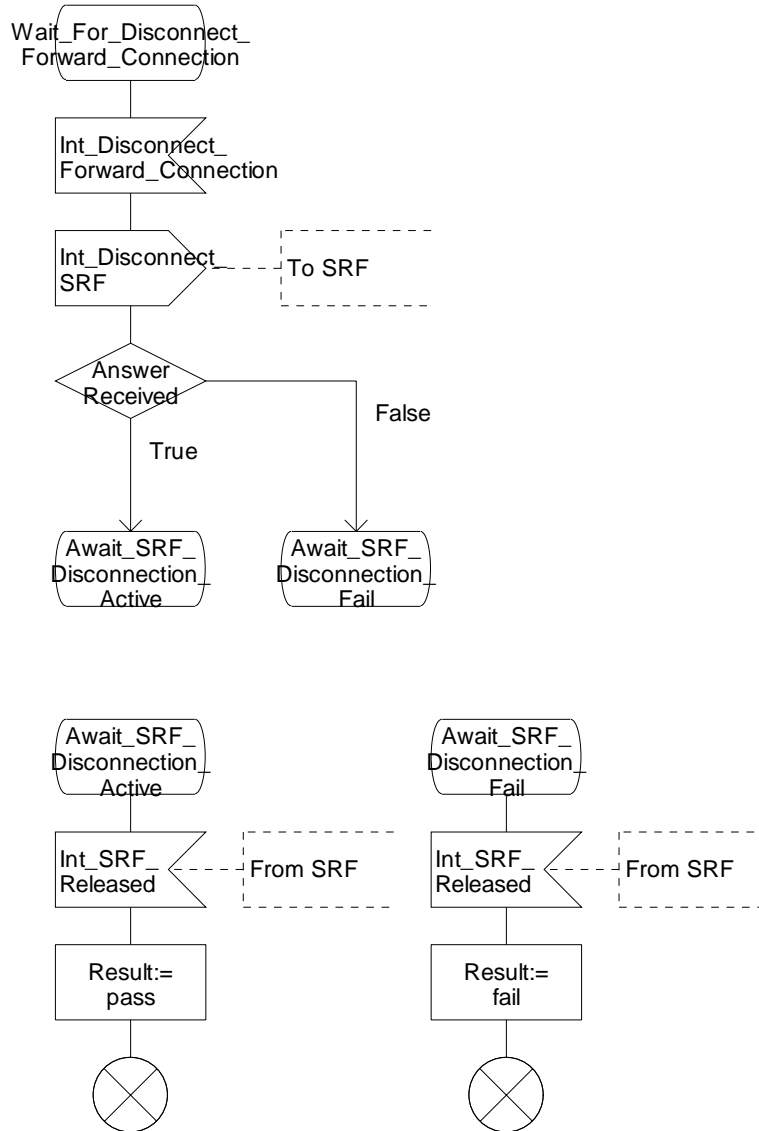 Wait_For_Disconnect_
Forward_Connection
Int_Disconnect_
Forward_Connection
Int_Disconnect_
SRF
To SRF
Answer
Received
False
True
Await_SRF_
Disconnection_
Active
Await_SRF_
Disconnection_
Fail
Await_SRF_
Disconnection_
Active
Await_SRF_
Disconnection_
Fail
Int_SRF_
Released
From SRF
Int_SRF_
Released
From SRF
Result:=
pass
Result:=
fail